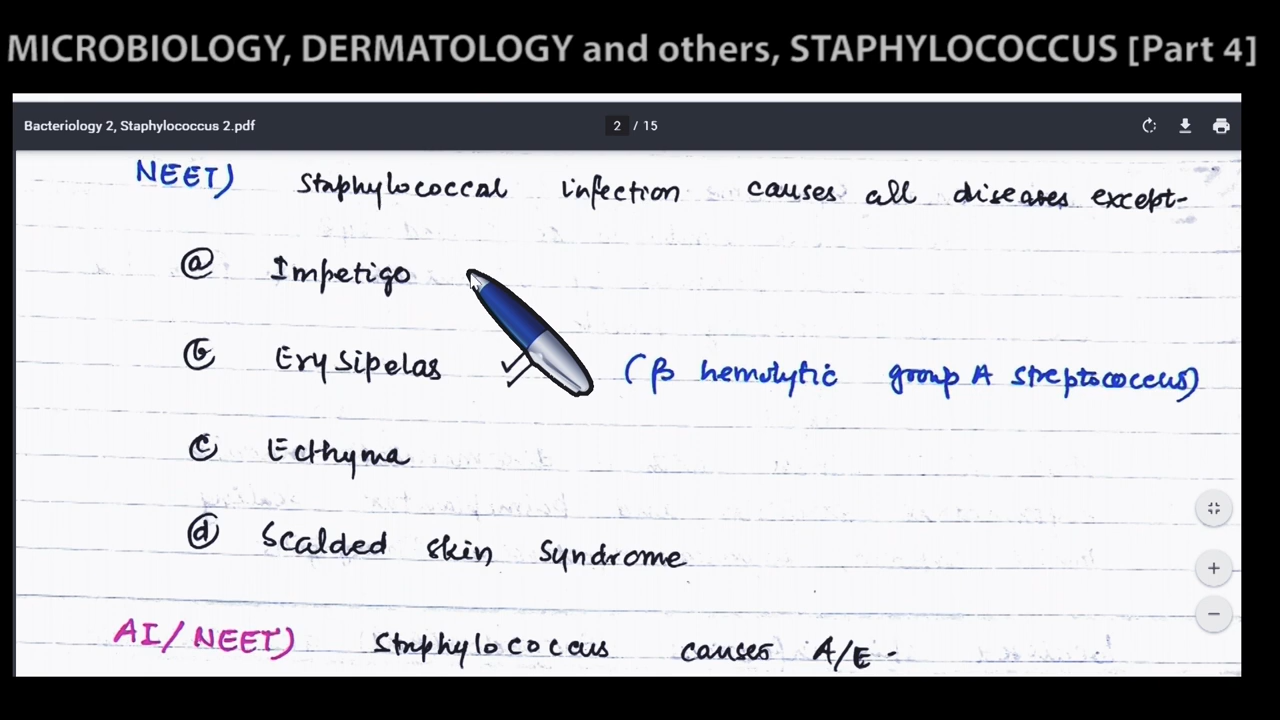 MICROBIOLOGY, DERMATOLOGY and others, STAPHYLOCOCCUS [Part 4]
Bacteriology 2, Staphylococcus 2.pdf 2 / 15
NEET) Staphylococcal infection causes all diseases except-
(a) Impetigo
(b) Erysipelas (β hemolytic group A streptococcus)
(c) Ecthyma
(d) Scalded skin syndrome
AI/NEET) Staphylococcus causes A/E -